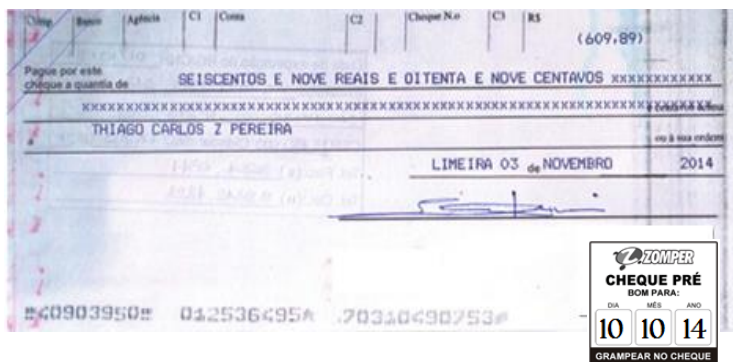 Comp. Banco Agência C1 Conta C2 Cheque N.o C3 R$
(609,89)
Pague por este
cheque a quantia de SEISCENTOS E NOVE REAIS E OITENTA E NOVE CENTAVOS xxxxxxxxxxxx
THIAGO CARLOS Z PEREIRA
a ou à sua ordem
LIMEIRA 03 de NOVEMBRO 2014
ZOMPER
CHEQUE PRÉ
BOM PARA:
DIA MÊS ANO
10 10 14
GRAMPEAR NO CHEQUE